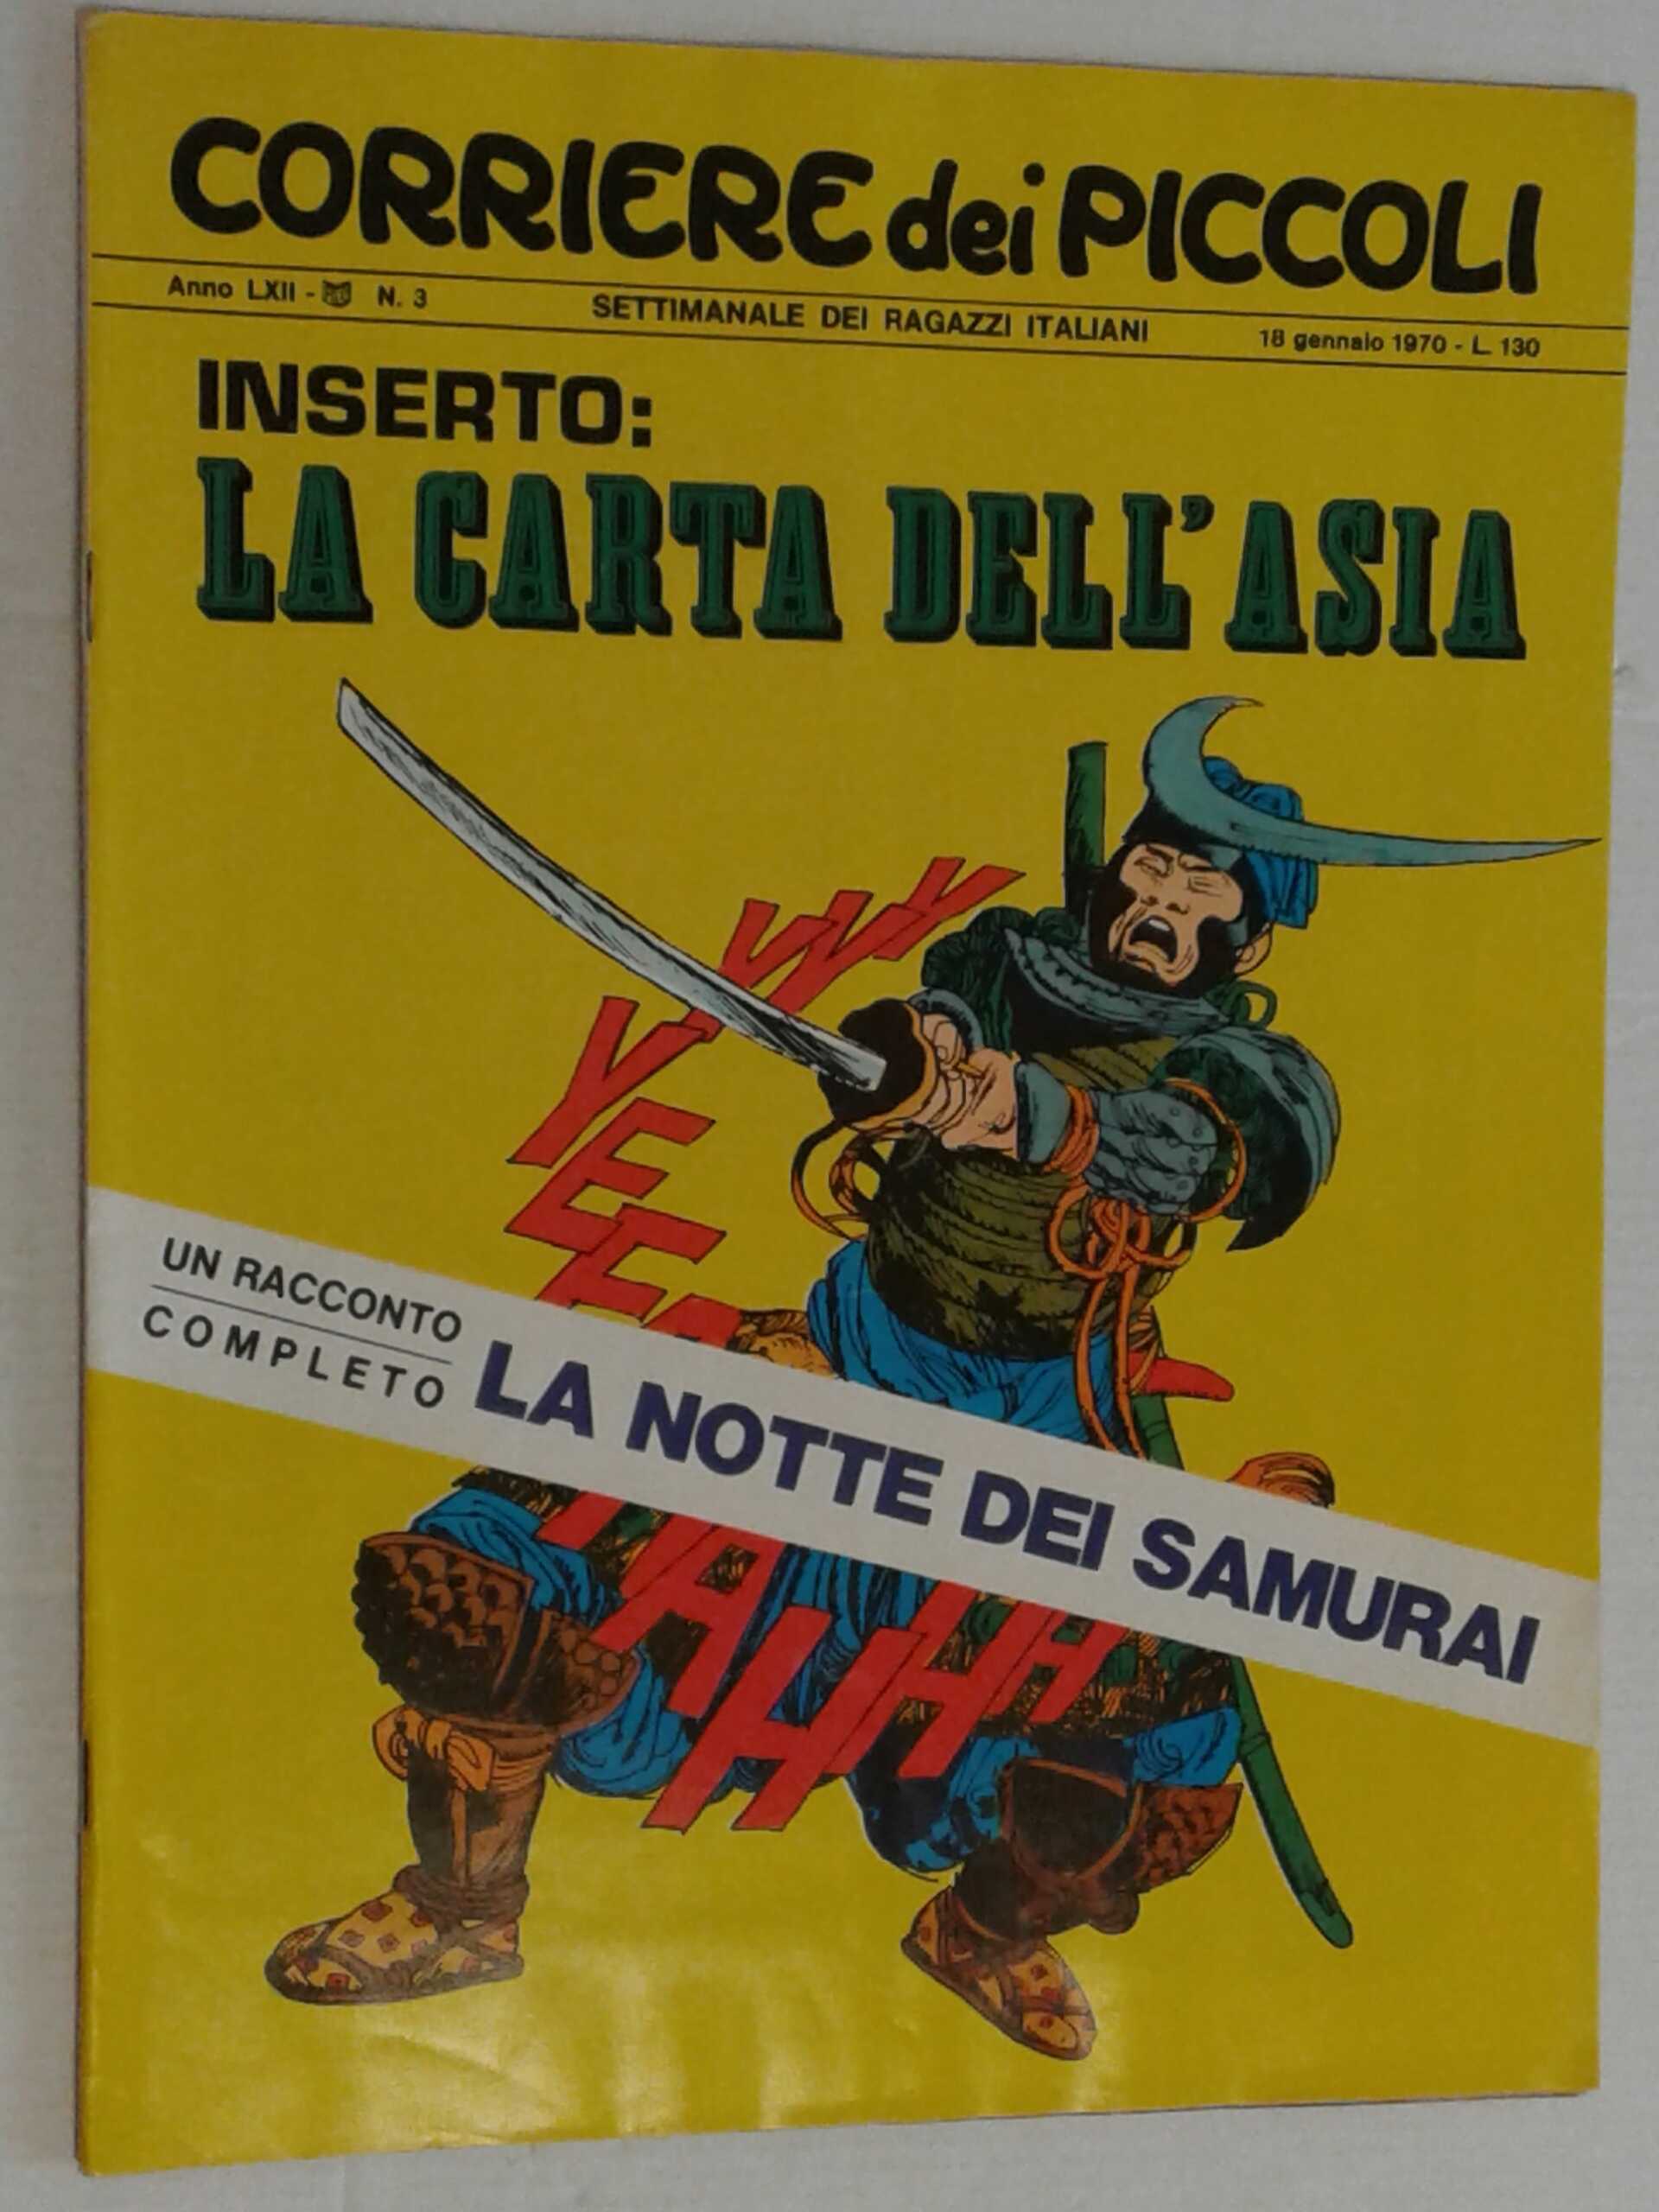 CORRIERE dei PICCOLI
Anno LXII - N. 3
SETTIMANALE DEI RAGAZZI ITALIANI
18 gennaio 1970 - L. 130
INSERTO:
LA CARTA DELL'ASIA
YYYYYEEAAHHHH
UN RACCONTO
COMPLETO
LA NOTTE DEI SAMURAI